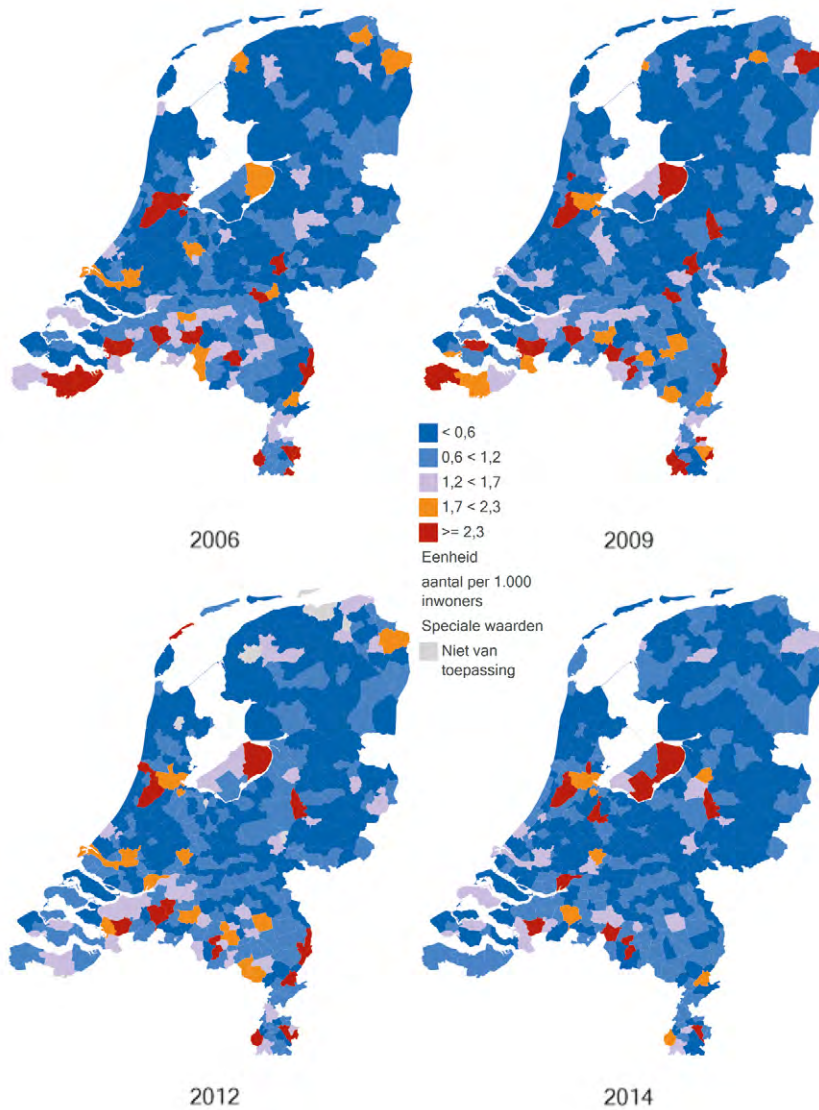 2006
2009
< 0,6
0,6 < 1,2
1,2 < 1,7
1,7 < 2,3
>= 2,3
Eenheid
aantal per 1.000
inwoners
Speciale waarden
Niet van
toepassing
2012
2014